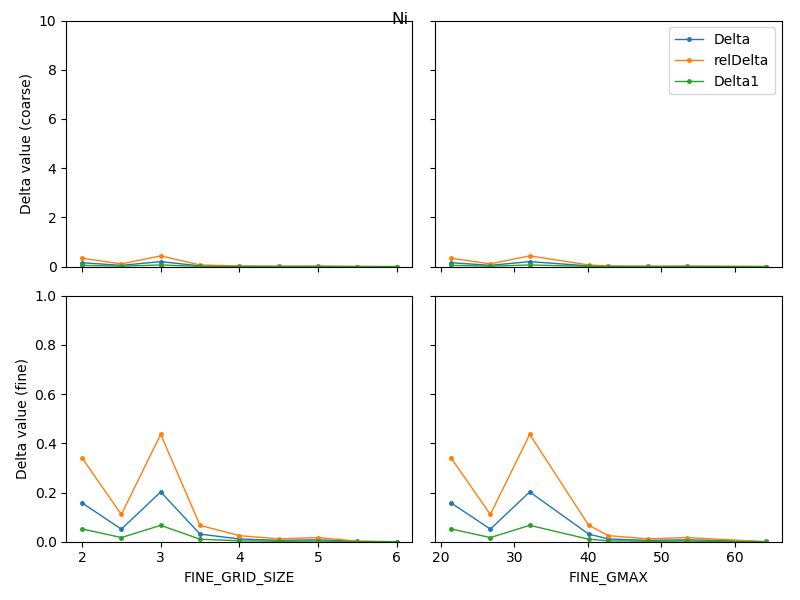 Ni
Delta value (coarse)
10
8
6
4
2
0
Delta
relDelta
Delta1
Delta value (fine)
1.0
0.8
0.6
0.4
0.2
0.0
2 3 4 5 6
FINE_GRID_SIZE
20 30 40 50 60
FINE_GMAX